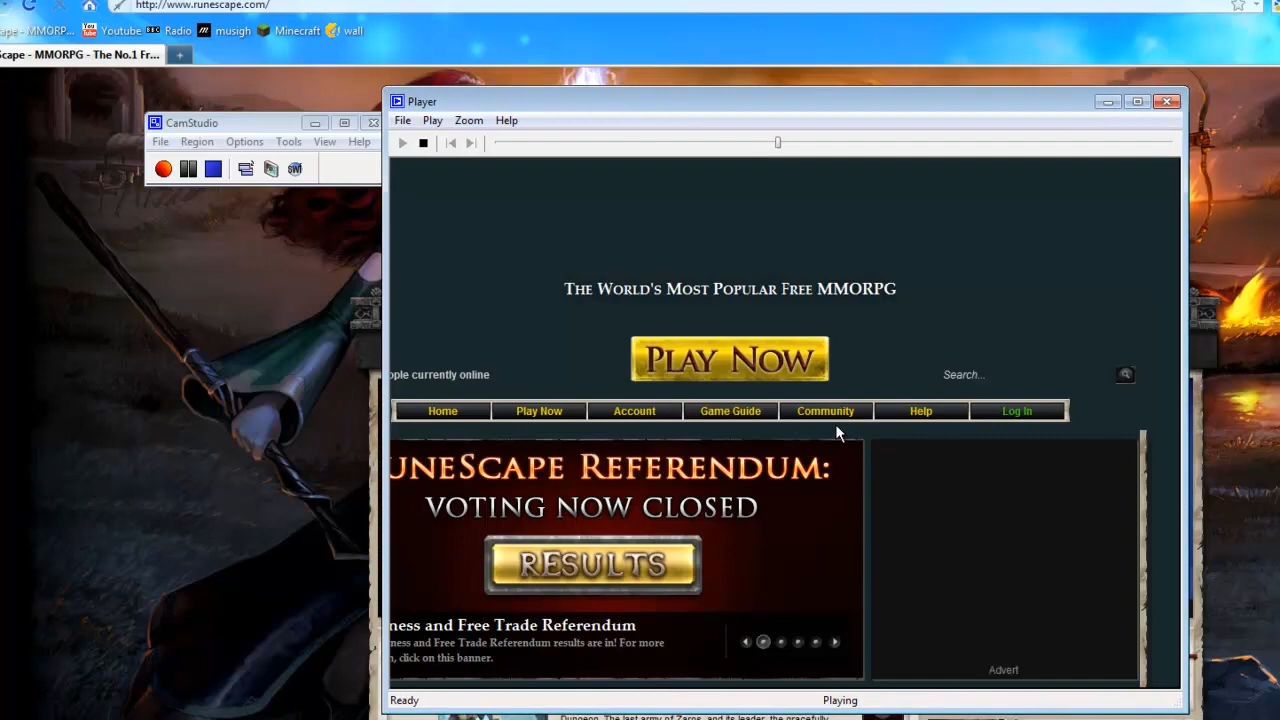 http://www.runescape.com/
ape - MMORP... Youtube Radio musigh Minecraft wall
Scape - MMORPG - The No.1 Fr...
Player
CamStudio
File Play Zoom Help
File Region Options Tools View Help
The World's Most Popular Free MMORPG
Play Now
ople currently online
Search...
Home Play Now Account Game Guide Community Help Log In
uneScape Referendum:
Voting Now Closed
Results
ness and Free Trade Referendum
ness and Free Trade Referendum results are in! For more
, click on this banner.
Advert
Ready Playing
Dungeon. The last army of Zaros, and its leader, the gracefully